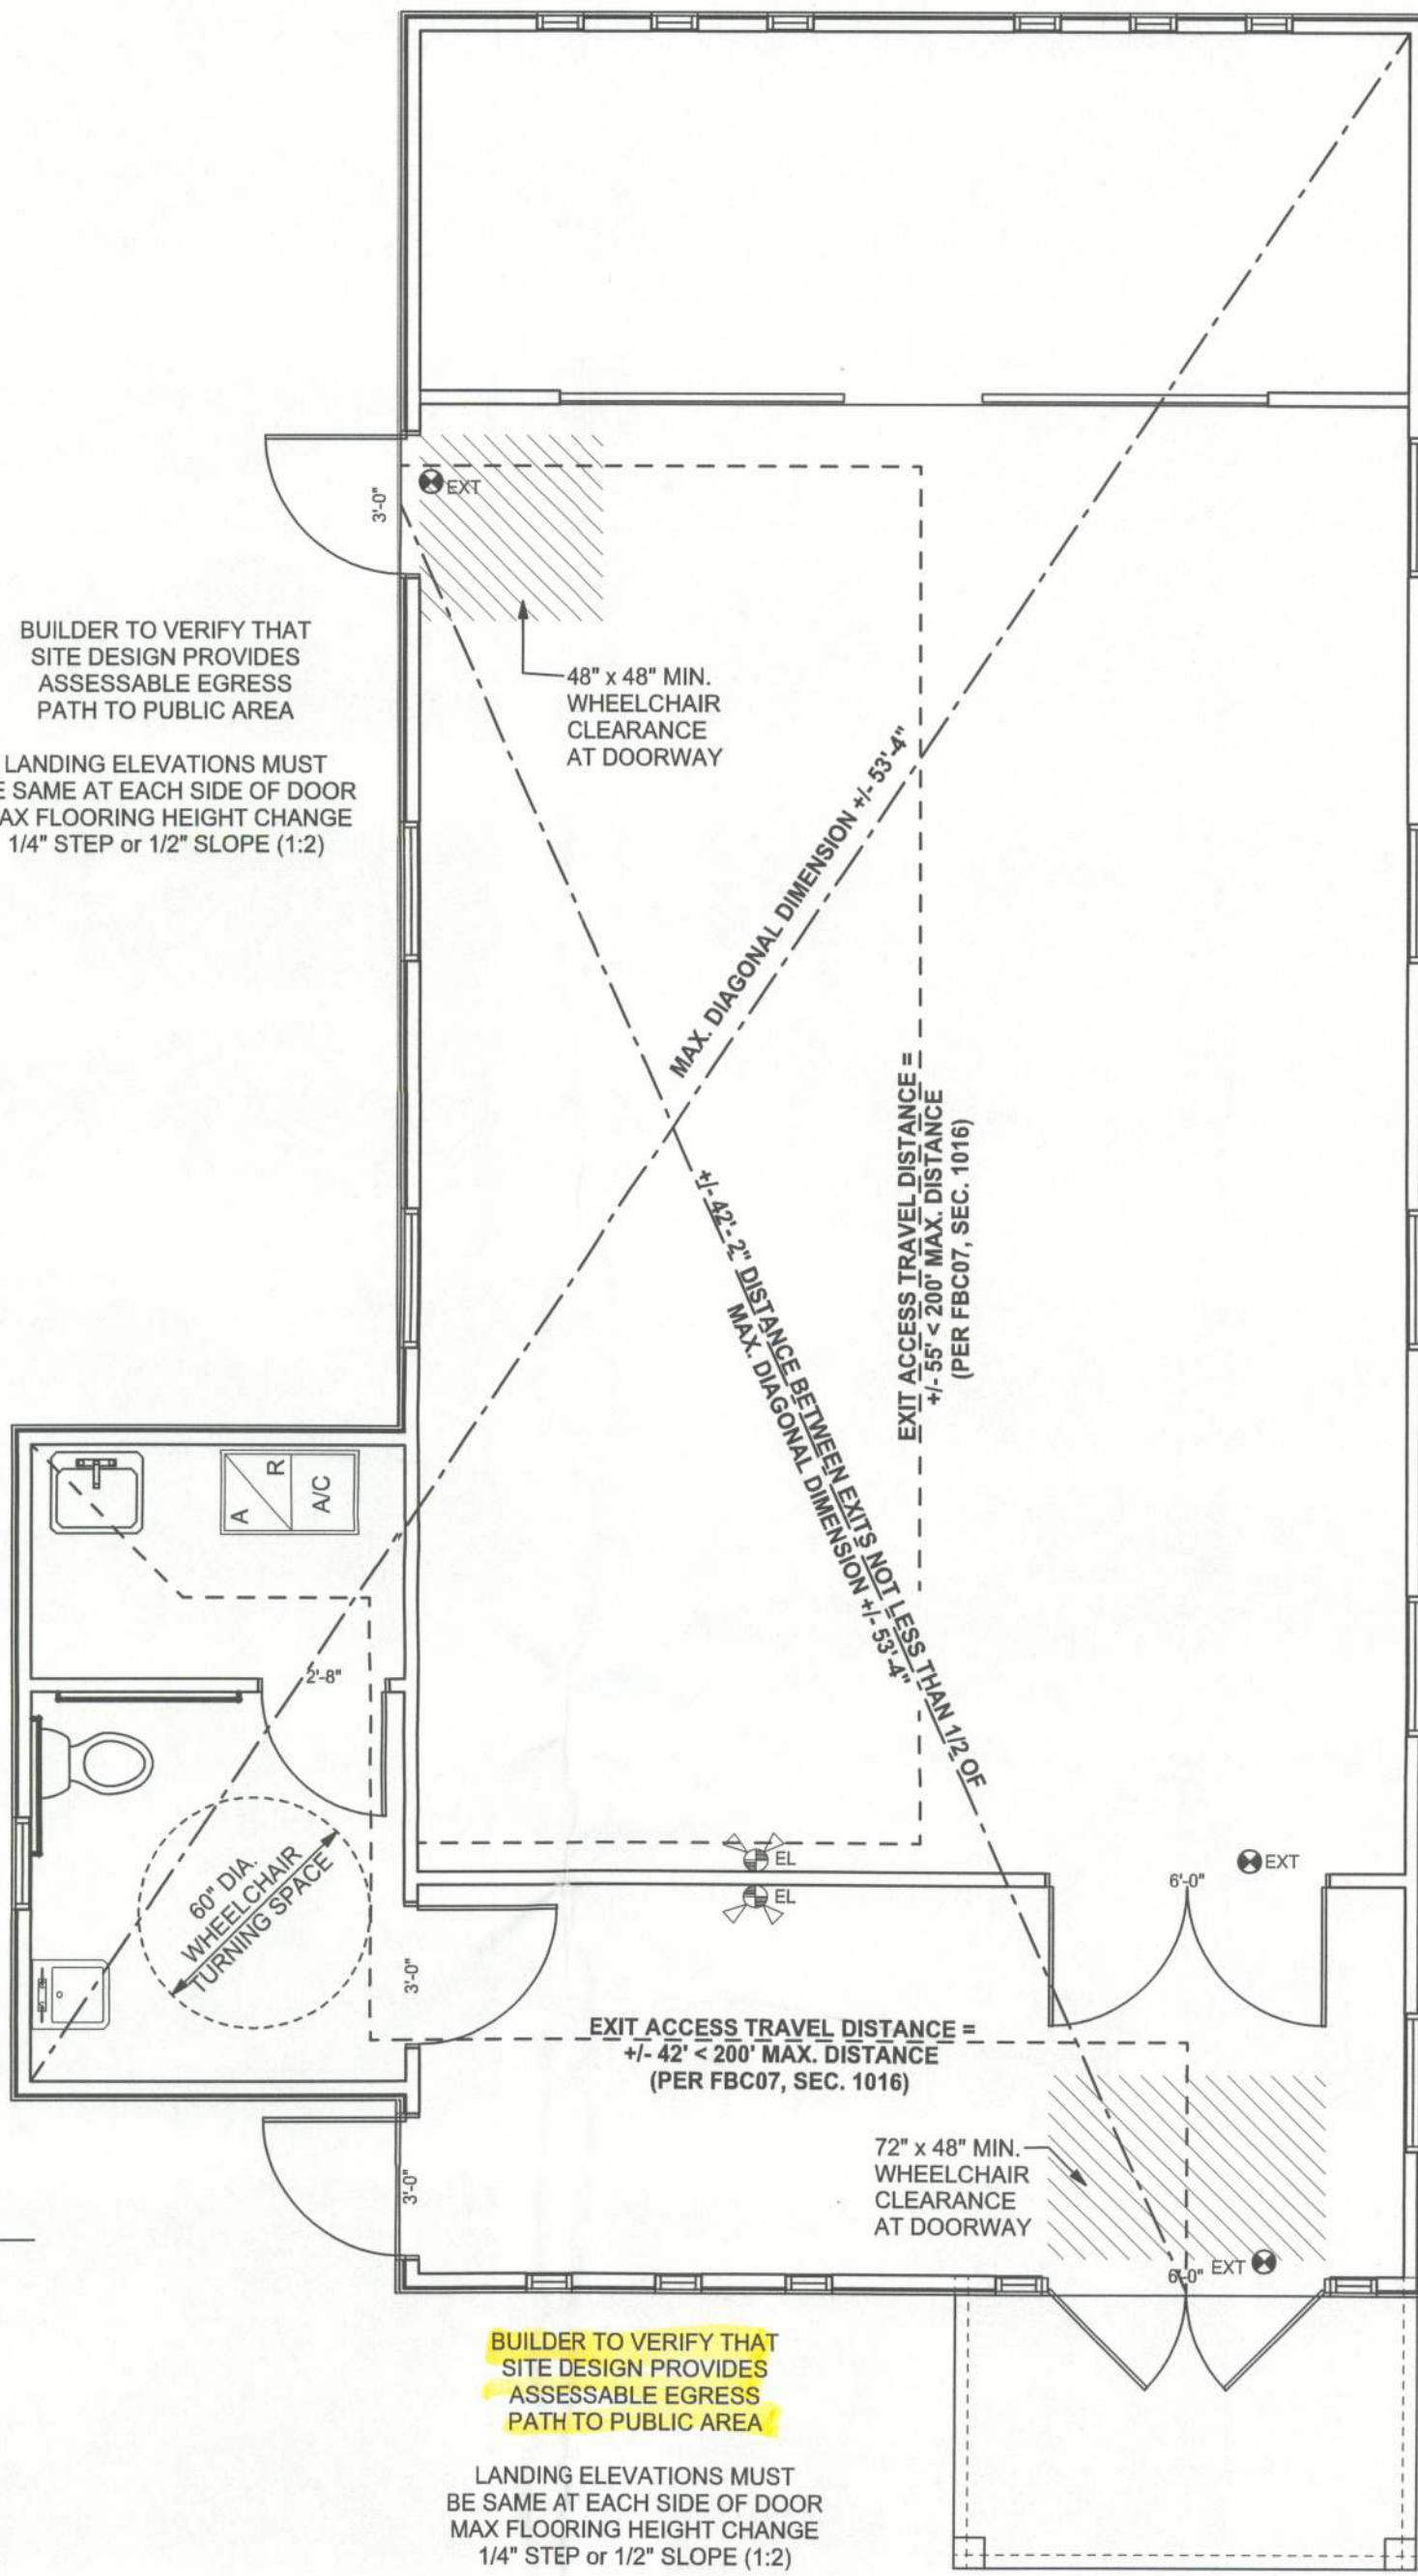 EXT
3'-0"
BUILDER TO VERIFY THAT
SITE DESIGN PROVIDES
ASSESSABLE EGRESS
PATH TO PUBLIC AREA
LANDING ELEVATIONS MUST
E SAME AT EACH SIDE OF DOOR
AX FLOORING HEIGHT CHANGE
1/4" STEP or 1/2" SLOPE (1:2)
48" x 48" MIN.
WHEELCHAIR
CLEARANCE
AT DOORWAY
MAX. DIAGONAL DIMENSION +/- 53'-4"
EXIT ACCESS TRAVEL DISTANCE =
+/- 55' < 200' MAX. DISTANCE
(PER FBC07, SEC. 1016)
+/- 42'- 2" DISTANCE BETWEEN EXITS NOT LESS THAN 1/2 OF
MAX. DIAGONAL DIMENSION +/- 53'-4"
A
R
A/C
2'-8"
60" DIA.
WHEELCHAIR
TURNING SPACE
EL
EL
EXT
6'-0"
3'-0"
EXIT ACCESS TRAVEL DISTANCE =
+/- 42' < 200' MAX. DISTANCE
(PER FBC07, SEC. 1016)
72" x 48" MIN.
WHEELCHAIR
CLEARANCE
AT DOORWAY
3'-0"
6'-0"
EXT
BUILDER TO VERIFY THAT
SITE DESIGN PROVIDES
ASSESSABLE EGRESS
PATH TO PUBLIC AREA
LANDING ELEVATIONS MUST
BE SAME AT EACH SIDE OF DOOR
MAX FLOORING HEIGHT CHANGE
1/4" STEP or 1/2" SLOPE (1:2)